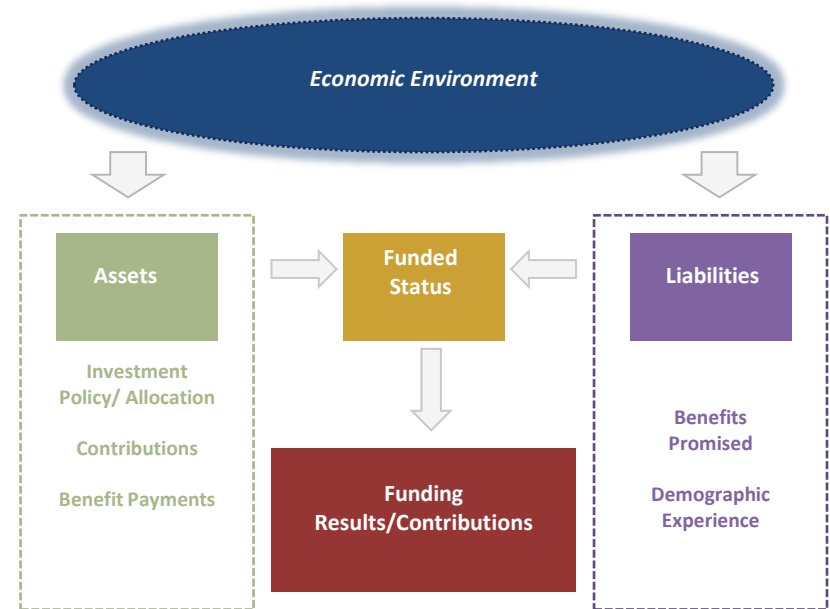 Economic Environment
Assets
Investment
Policy/ Allocation
Contributions
Benefit Payments
Funded
Status
Funding
Results/Contributions
Liabilities
Benefits
Promised
Demographic
Experience